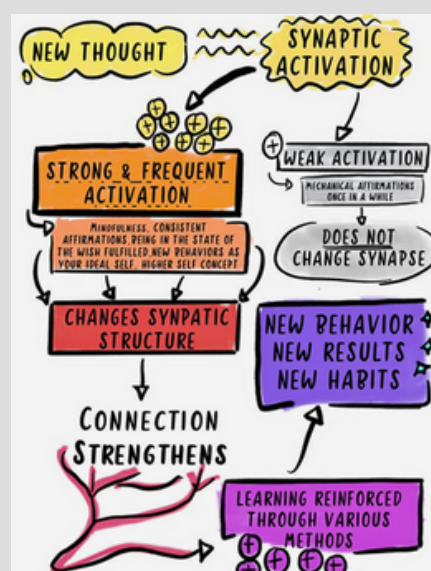 NEW THOUGHT
SYNAPTIC
ACTIVATION
STRONG & FREQUENT
ACTIVATION
MINDFULNESS, CONSISTENT
AFFIRMATIONS, BEING IN THE STATE OF
THE WISH FULFILLED, NEW BEHAVIORS AS
YOUR IDEAL SELF, HIGHER SELF CONCEPT
WEAK ACTIVATION
MECHANICAL AFFIRMATIONS
ONCE IN A WHILE
DOES NOT
CHANGE SYNAPSE
CHANGES SYNPATIC
STRUCTURE
CONNECTION
STRENGTHENS
LEARNING REINFORCED
THROUGH VARIOUS
METHODS
NEW BEHAVIOR
NEW RESULTS
NEW HABITS